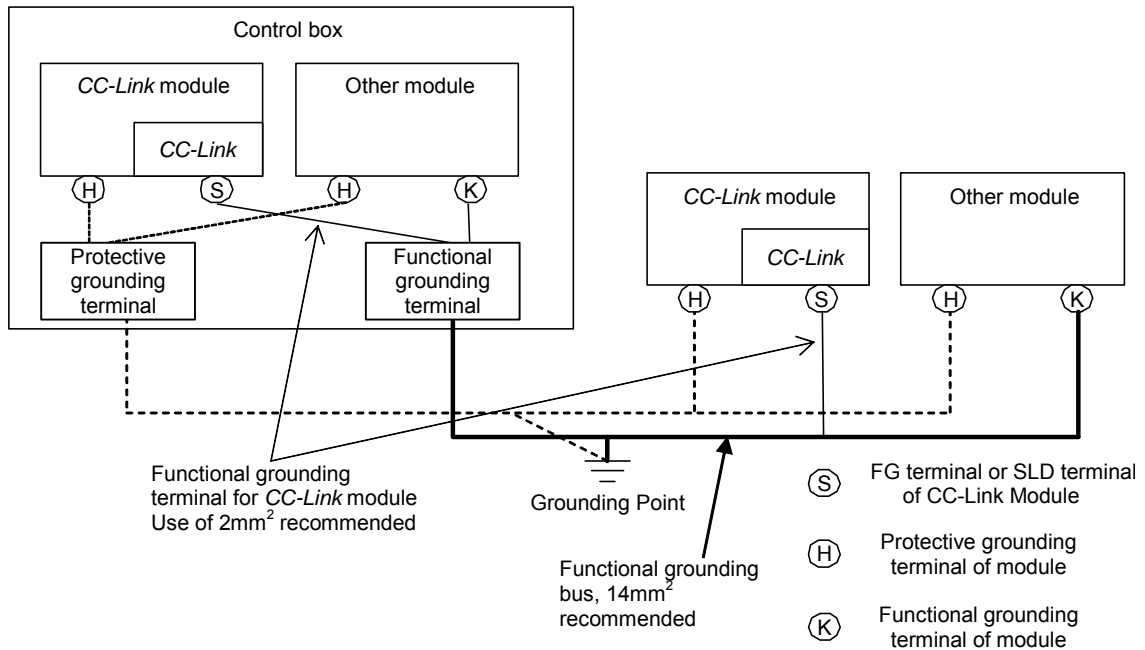 Control box
CC-Link module
CC-Link
Other module
H
S
H
K
Protective
grounding
terminal
Functional
grounding
terminal
CC-Link module
CC-Link
Other module
H
S
H
K
Functional grounding
terminal for CC-Link module
Use of 2mm² recommended
Grounding Point
Functional grounding
bus, 14mm²
recommended
S
FG terminal or SLD terminal
of CC-Link Module
H
Protective grounding
terminal of module
K
Functional grounding
terminal of module